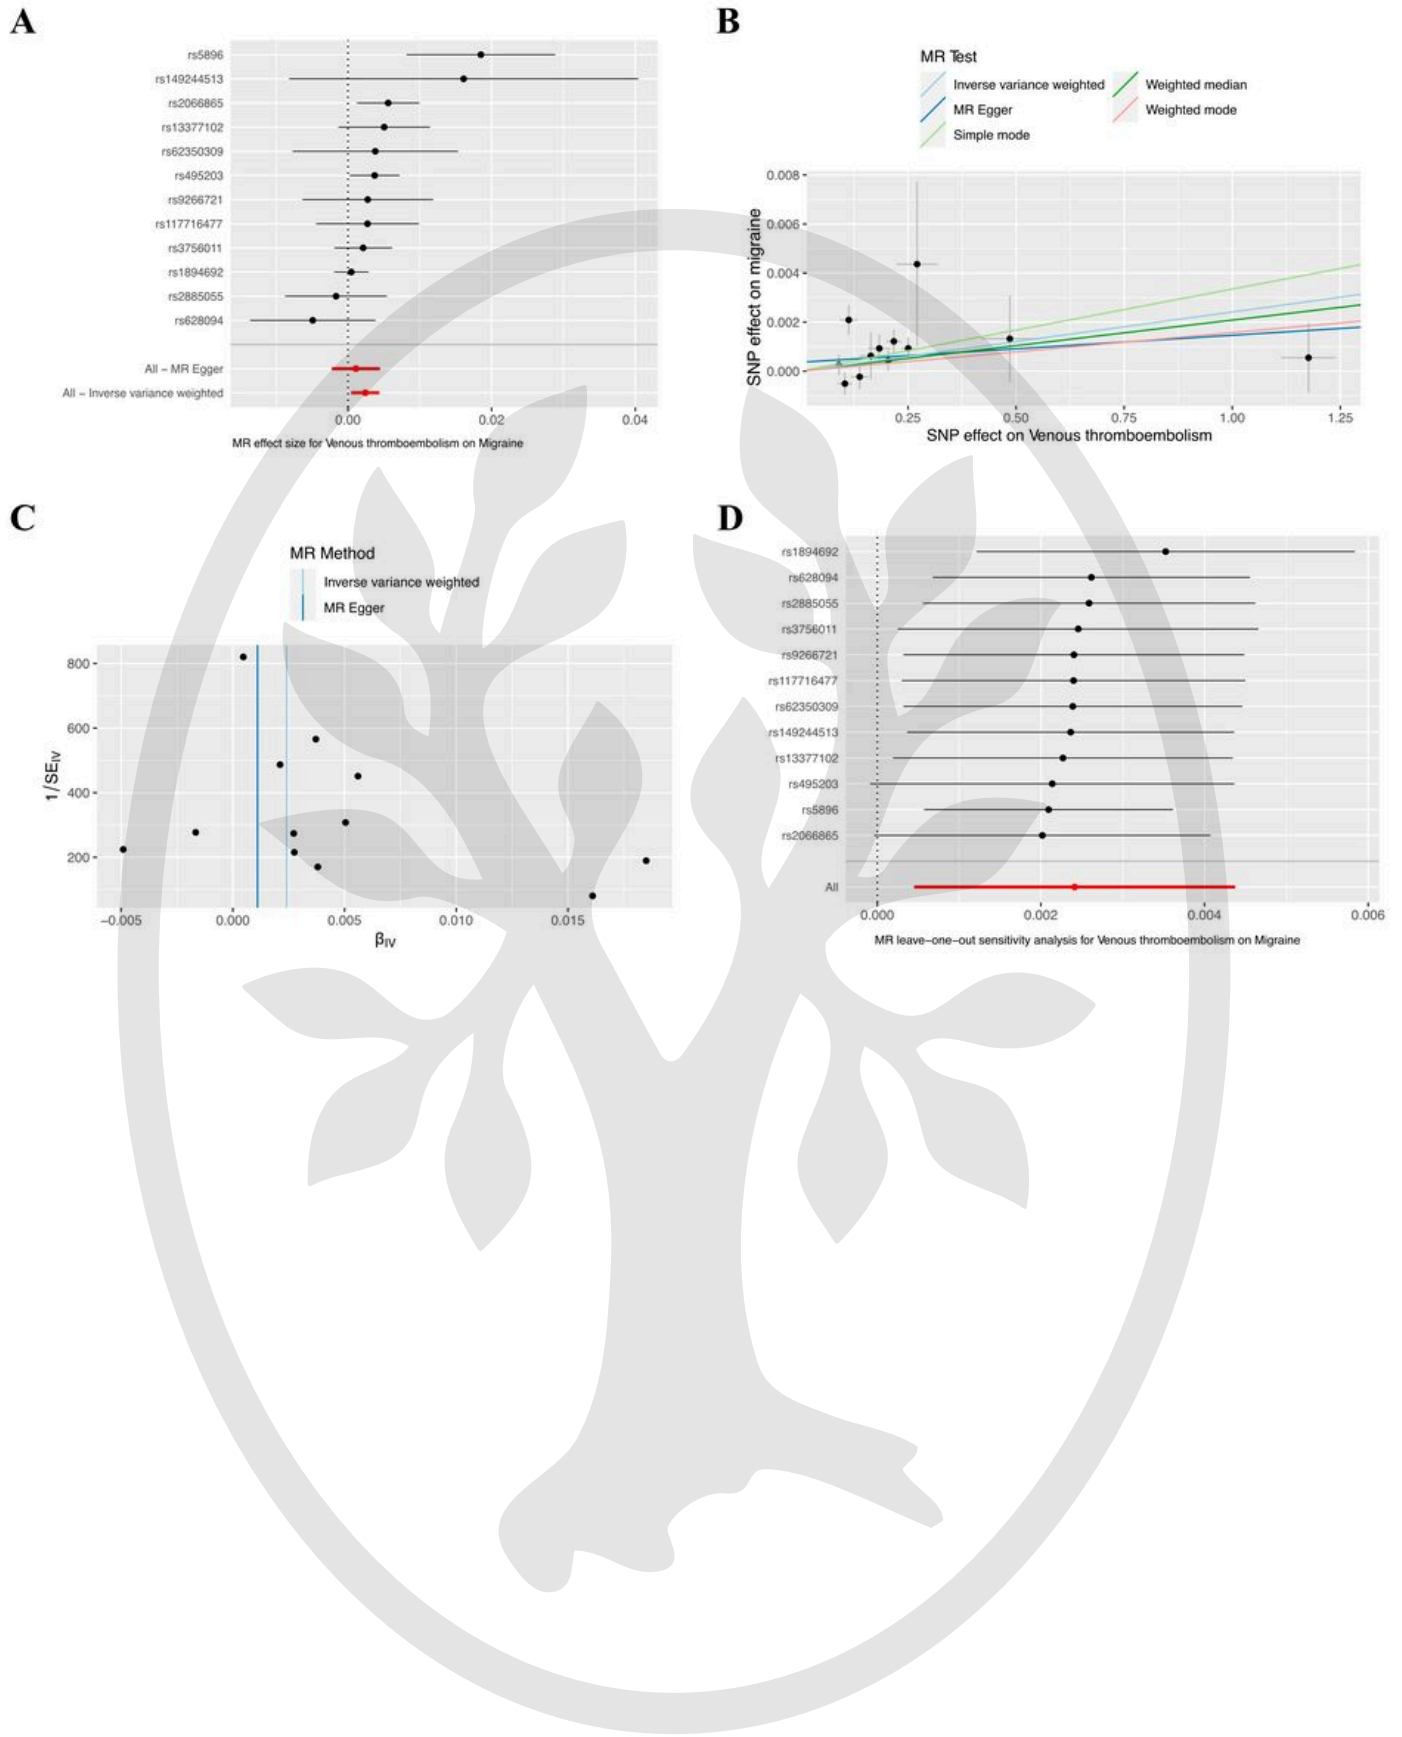 A
rs5896
rs149244513
rs2066865
rs13377102
rs62350309
rs495203
rs9266721
rs117716477
rs3756011
rs1894692
rs2885055
rs628094
All − MR Egger
All − Inverse variance weighted
0.00 0.02 0.04
MR effect size for Venous thromboembolism on Migraine
B
MR Test
Inverse variance weighted
MR Egger
Simple mode
Weighted median
Weighted mode
SNP effect on migraine
0.008
0.006
0.004
0.002
0.000
0.25 0.50 0.75 1.00 1.25
SNP effect on Venous thromboembolism
C
MR Method
Inverse variance weighted
MR Egger
1/SEIV
800
600
400
200
−0.005 0.000 0.005 0.010 0.015
βIV
D
rs1894692
rs628094
rs2885055
rs3756011
rs9266721
rs117716477
rs62350309
rs149244513
rs13377102
rs495203
rs5896
rs2066865
All
0.000 0.002 0.004 0.006
MR leave−one−out sensitivity analysis for Venous thromboembolism on Migraine